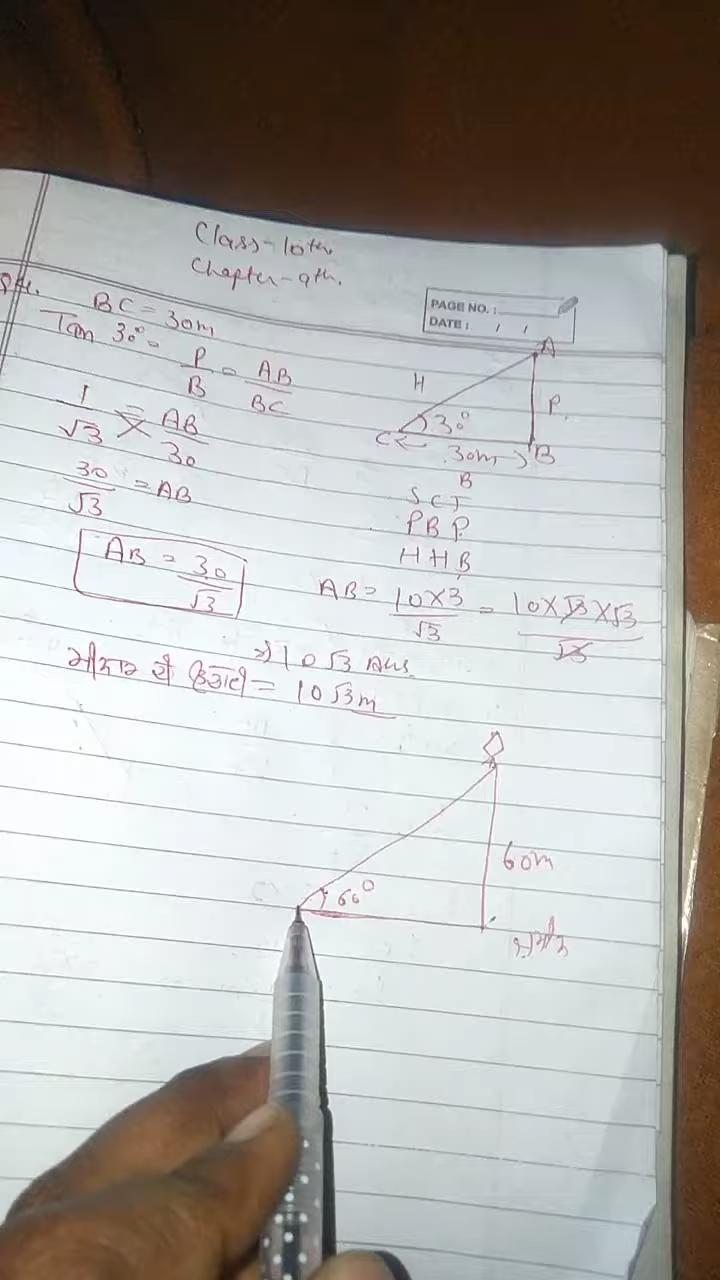 Class-10th.
Chapter-9th.
PAGE NO.:
DATE: / /
BC = 30m
Tan 30° = P/B = AB/BC
1/√3 = AB/30
30/√3 = AB
AB = 30/√3
A
H
P.
30°
C
30m
B
B
S C T
P B P
H H B
AB = 10×3/√3 = 10×√3×√3/√3
⇒ 10√3 Ans.
= 10√3m
60m
60°